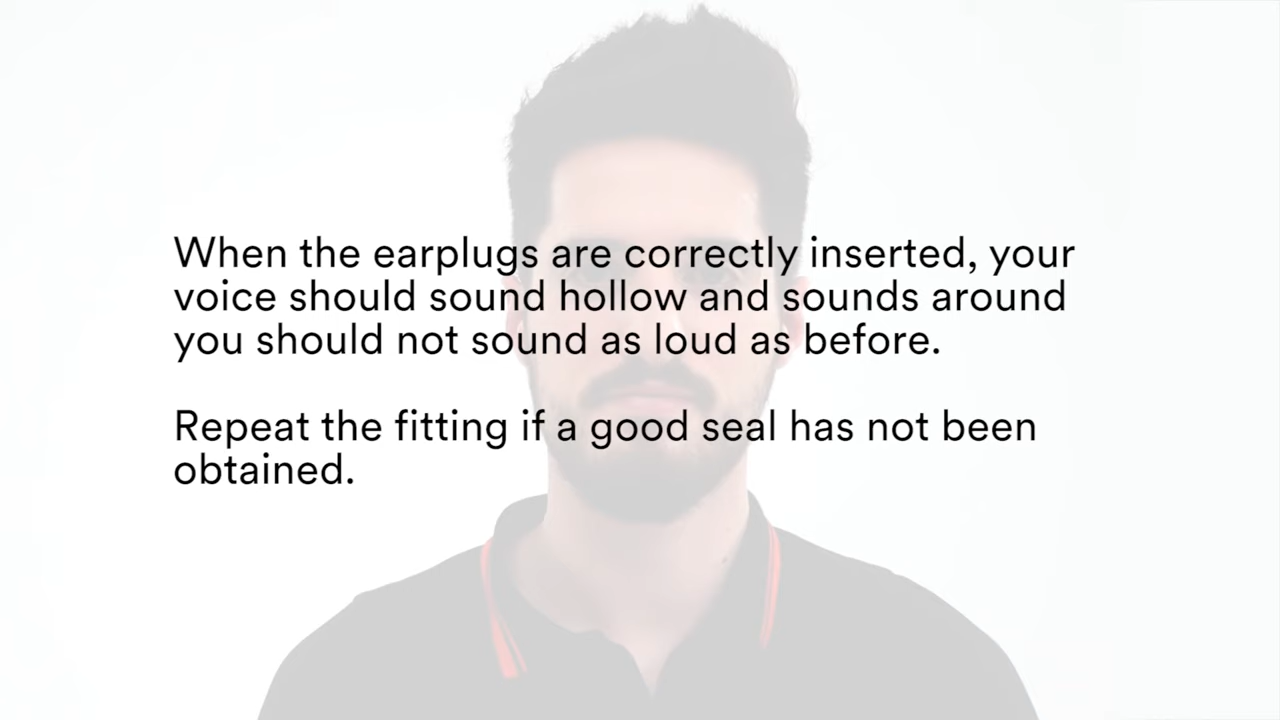 When the earplugs are correctly inserted, your
voice should sound hollow and sounds around
you should not sound as loud as before.
Repeat the fitting if a good seal has not been
obtained.